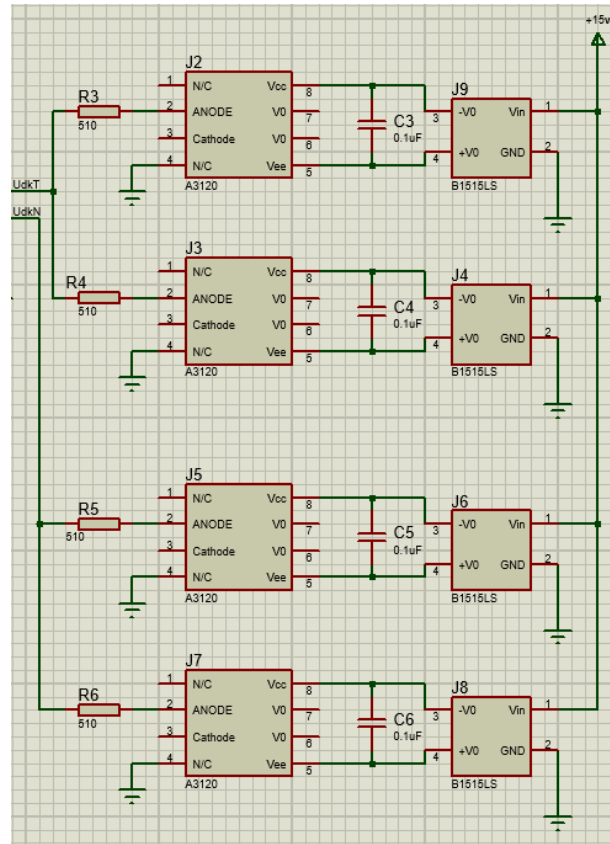 +15v
J2
J9
R3
510
1 N/C Vcc 8
2 ANODE V0 7
3 Cathode V0 6
4 N/C Vee 5
A3120
C3
0.1uF
3 -V0 Vin 1
4 +V0 GND 2
B1515LS
UdkT
UdkN
J3
J4
R4
510
1 N/C Vcc 8
2 ANODE V0 7
3 Cathode V0 6
4 N/C Vee 5
A3120
C4
0.1uF
3 -V0 Vin 1
4 +V0 GND 2
B1515LS
J5
J6
R5
510
1 N/C Vcc 8
2 ANODE V0 7
3 Cathode V0 6
4 N/C Vee 5
A3120
C5
0.1uF
3 -V0 Vin 1
4 +V0 GND 2
B1515LS
J7
J8
R6
510
1 N/C Vcc 8
2 ANODE V0 7
3 Cathode V0 6
4 N/C Vee 5
A3120
C6
0.1uF
3 -V0 Vin 1
4 +V0 GND 2
B1515LS